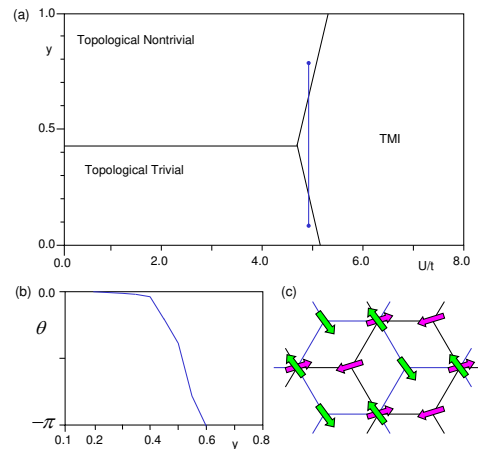 (a)
1.0
y
Topological Nontrivial
0.5
TMI
Topological Trivial
0.0
0.0 2.0 4.0 6.0 U/t 8.0
(b) (c)
0.0
θ
−π
0.1 0.2 0.4 0.6 y 0.8